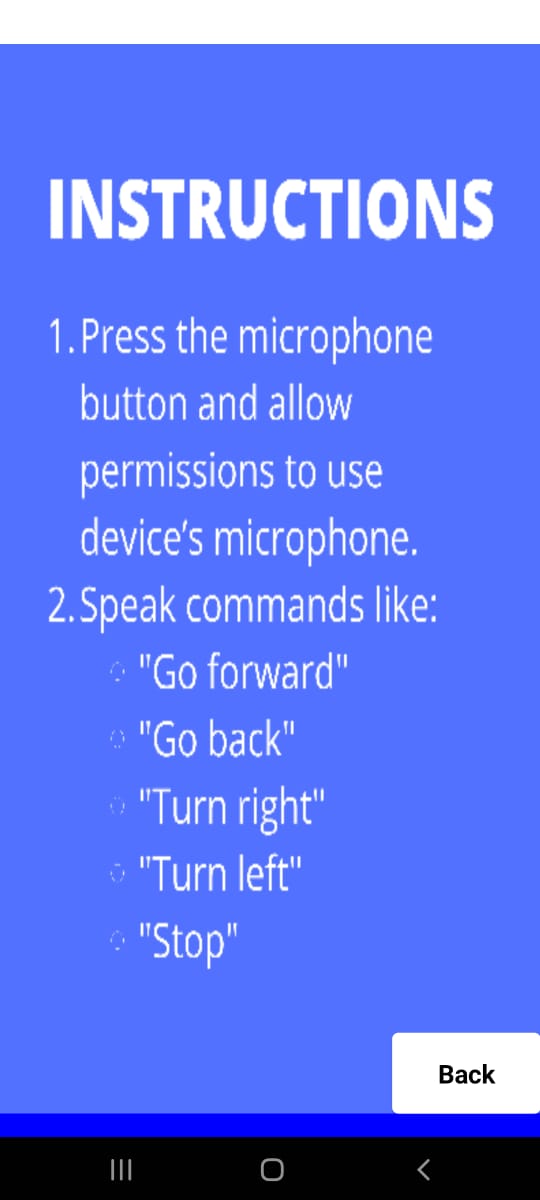 INSTRUCTIONS
1. Press the microphone
button and allow
permissions to use
device’s microphone.
2. Speak commands like:
"Go forward"
"Go back"
"Turn right"
"Turn left"
"Stop"
Back